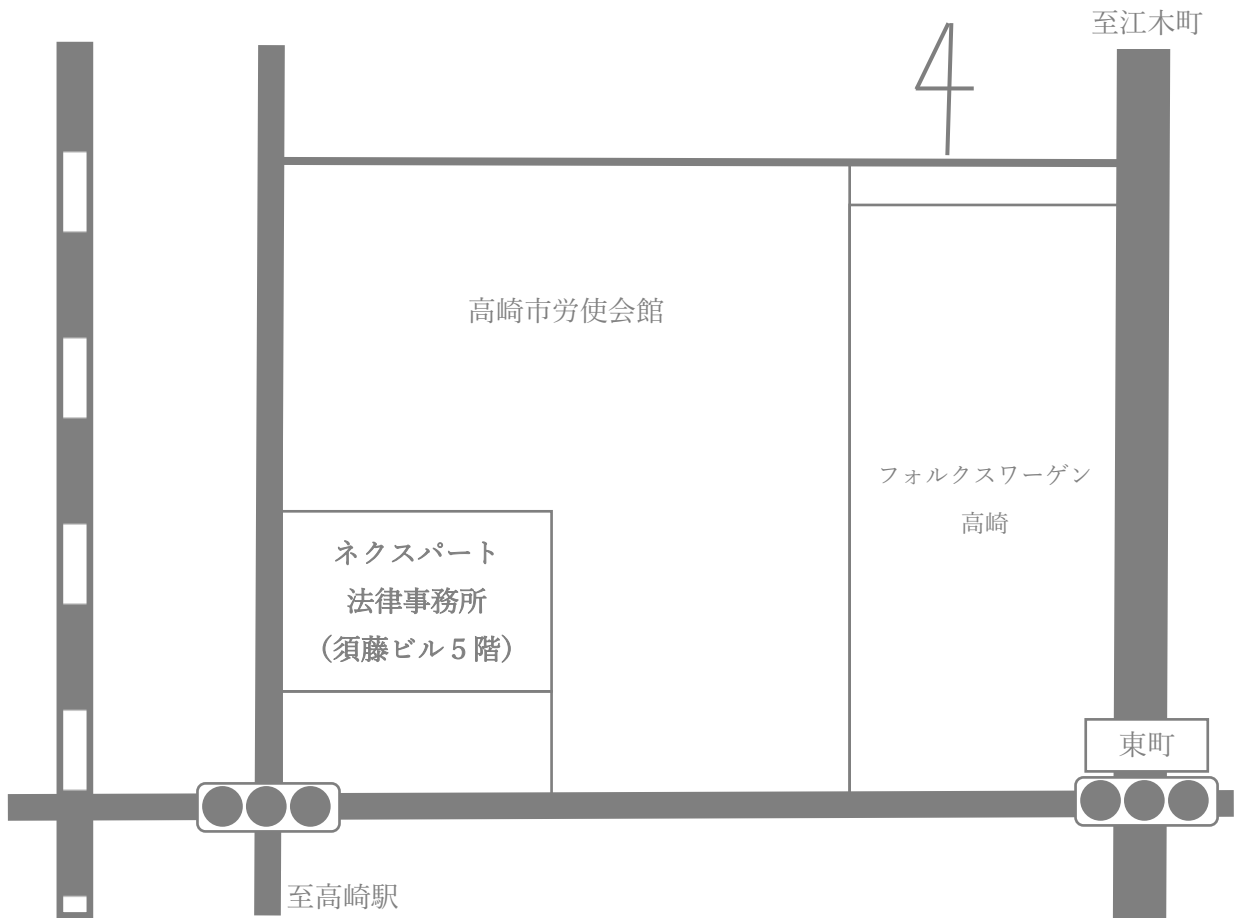 至江木町
高崎市労使会館
フォルクスワーゲン
高崎
ネクスパート
法律事務所
(須藤ビル5階)
東町
至高崎駅